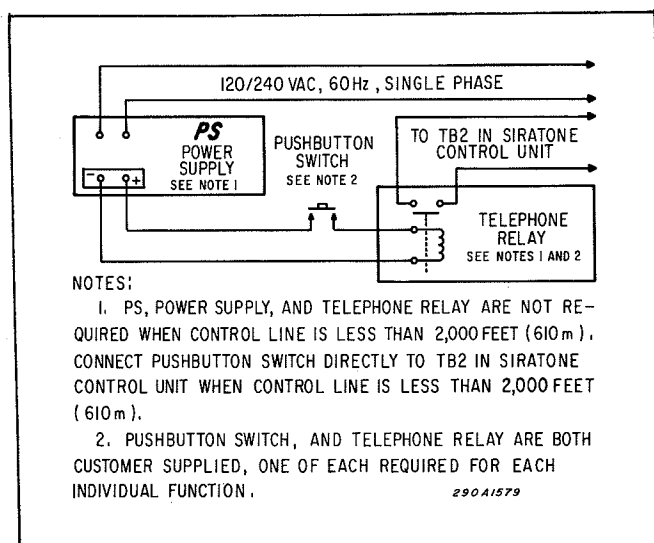 120/240 VAC, 60Hz, SINGLE PHASE
PS
POWER
SUPPLY
SEE NOTE 1
- +
PUSHBUTTON
SWITCH
SEE NOTE 2
TO TB2 IN SIRATONE
CONTROL UNIT
TELEPHONE
RELAY
SEE NOTES 1 AND 2
NOTES:
1. PS, POWER SUPPLY, AND TELEPHONE RELAY ARE NOT RE-
QUIRED WHEN CONTROL LINE IS LESS THAN 2,000 FEET (610m).
CONNECT PUSHBUTTON SWITCH DIRECTLY TO TB2 IN SIRATONE
CONTROL UNIT WHEN CONTROL LINE IS LESS THAN 2,000 FEET
(610m).
2. PUSHBUTTON SWITCH, AND TELEPHONE RELAY ARE BOTH
CUSTOMER SUPPLIED, ONE OF EACH REQUIRED FOR EACH
INDIVIDUAL FUNCTION.
290A1579